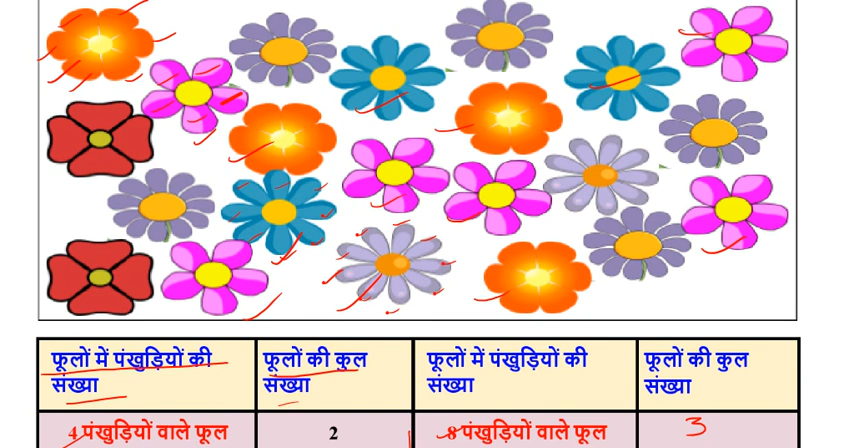 फूलों में पंखुड़ियों की संख्या
फूलों की कुल संख्या
फूलों में पंखुड़ियों की संख्या
फूलों की कुल संख्या
4 पंखुड़ियों वाले फूल
2
8 पंखुड़ियों वाले फूल
3